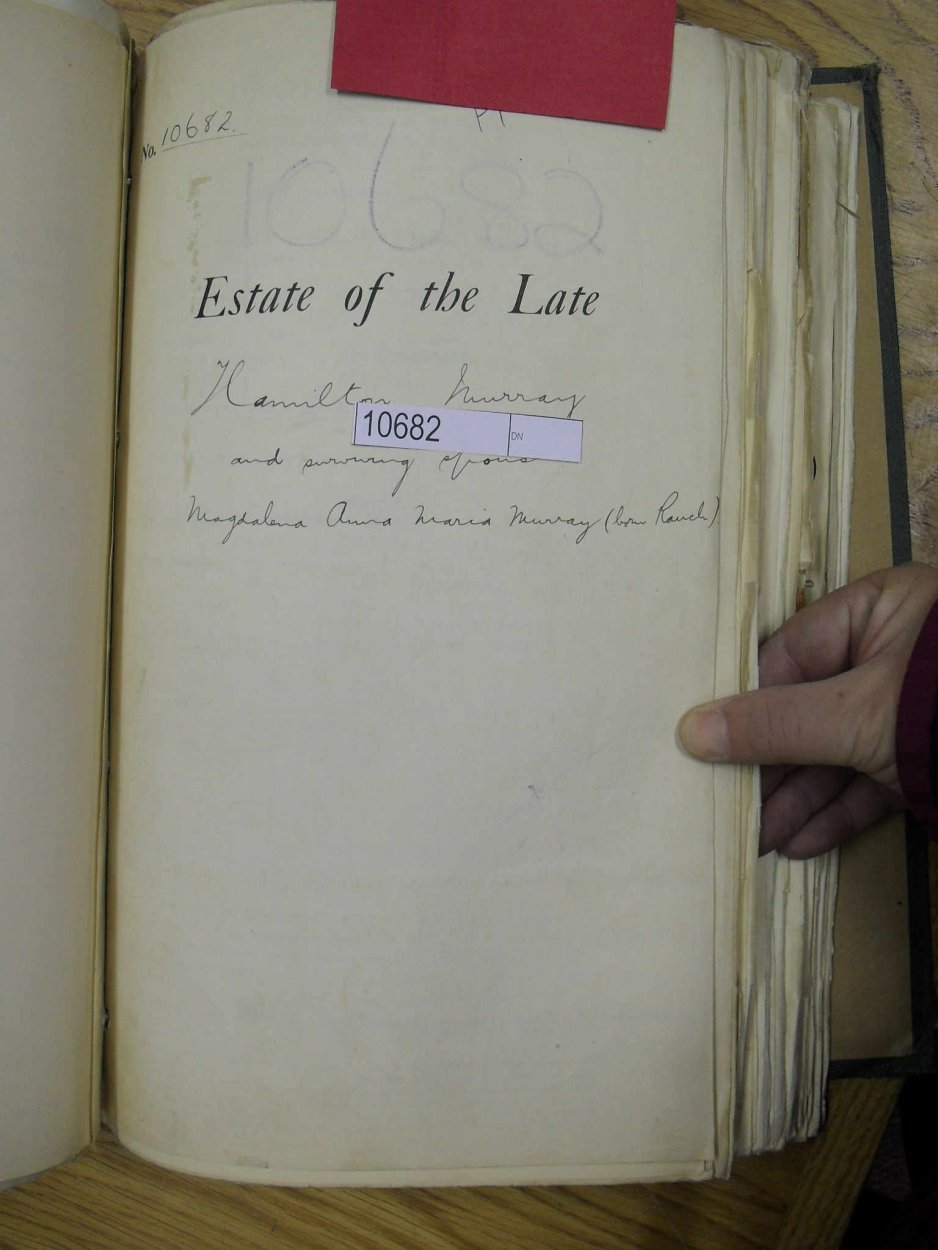 No. 10682.
10682
Estate of the Late
Hamilton Murray
10682 DN
and surviving spouse
Magdalena Anna Maria Murray (born Rauch)